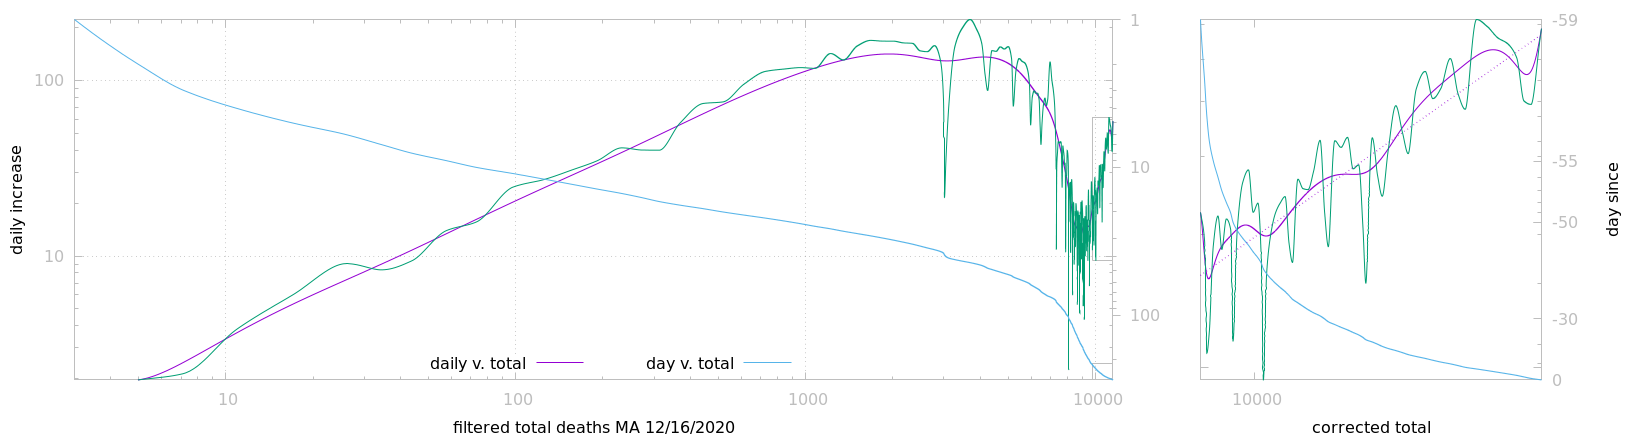 daily increase
100
10
10
100
1000
10000
1
10
100
daily v. total
day v. total
filtered total deaths MA 12/16/2020
-59
-55
-50
-30
0
day since
10000
corrected total